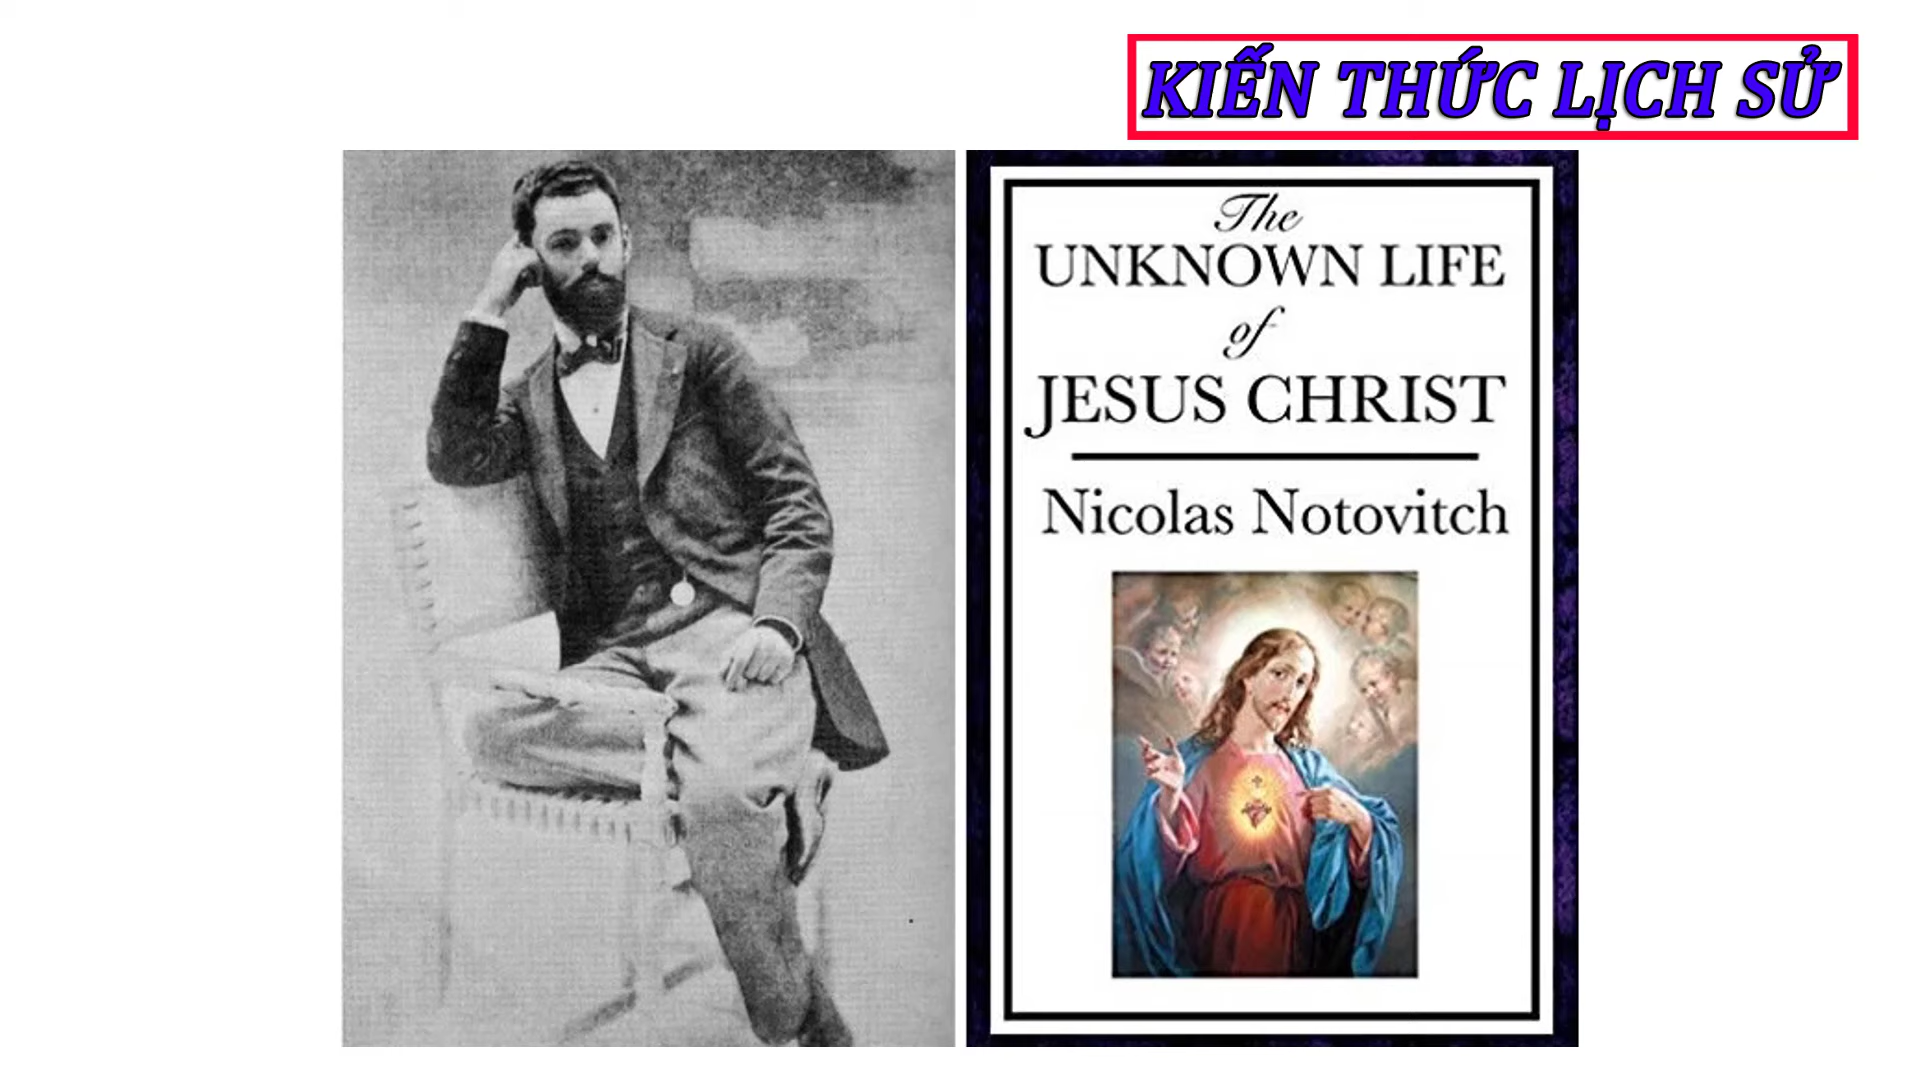 KIẾN THỨC LỊCH SỬ
The
UNKNOWN LIFE
of
JESUS CHRIST
Nicolas Notovitch